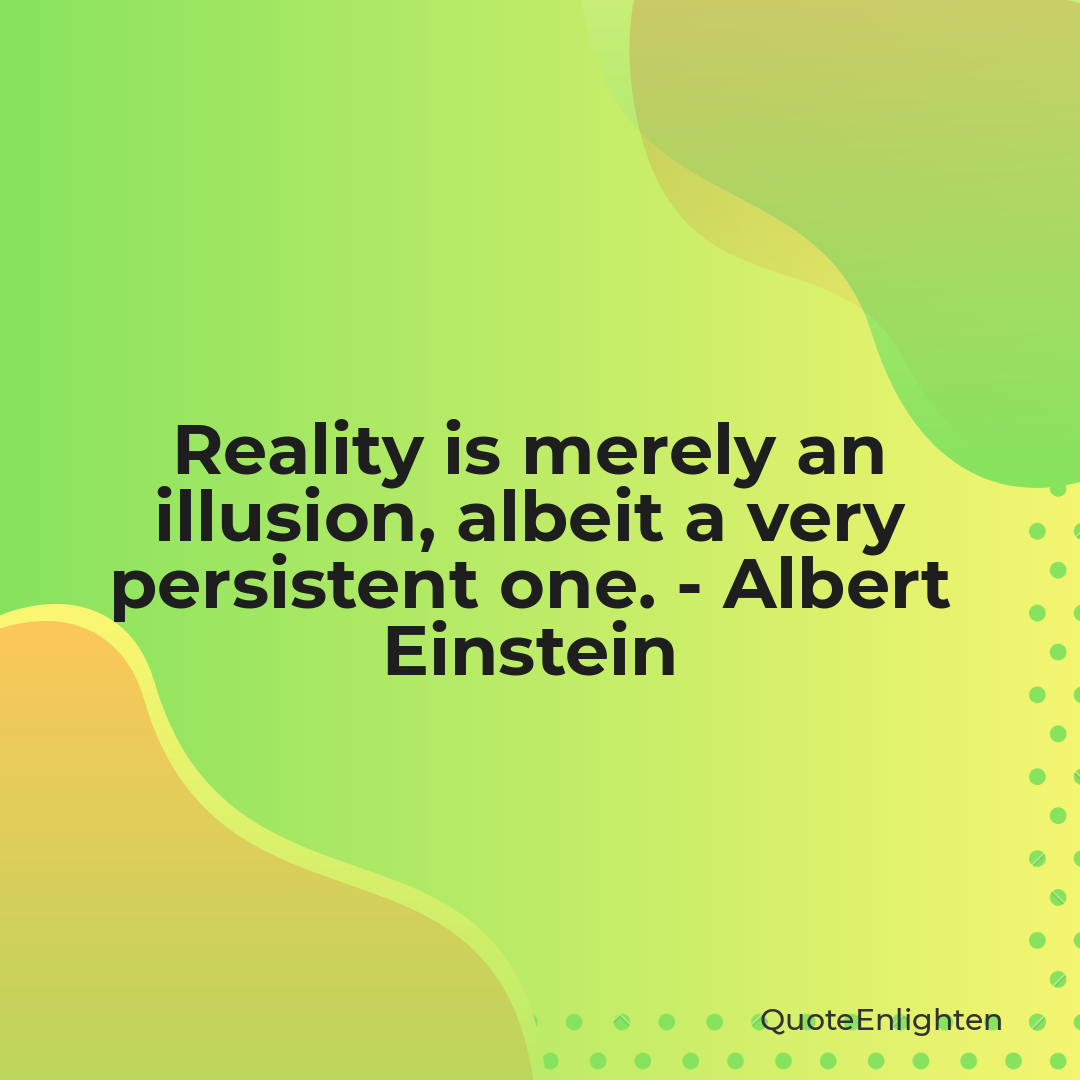 Reality is merely an
illusion, albeit a very
persistent one. - Albert
Einstein
QuoteEnlighten